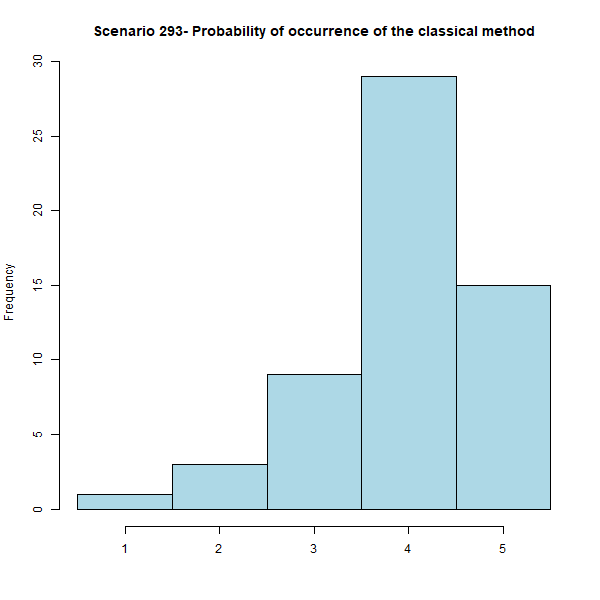 Scenario 293- Probability of occurrence of the classical method
30
25
20
15
10
5
0
Frequency
1 2 3 4 5